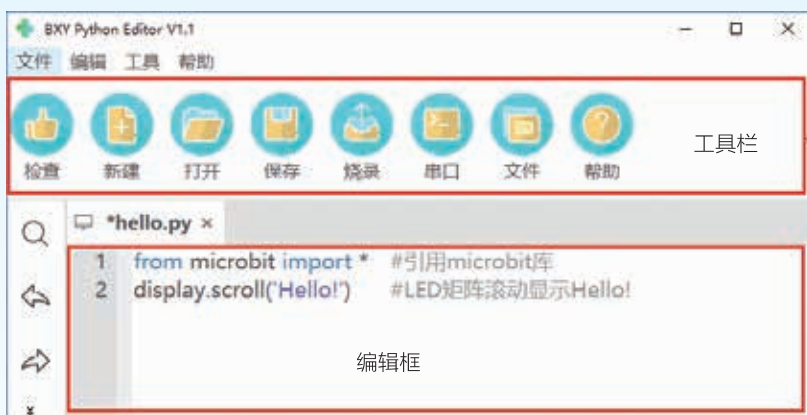 BXY Python Editor V1.1
文件 编辑 工具 帮助
检查 新建 打开 保存 烧录 串口 文件 帮助
工具栏
*hello.py ×
1 from microbit import * #引用microbit库
2 display.scroll('Hello!') #LED矩阵滚动显示Hello!
编辑框